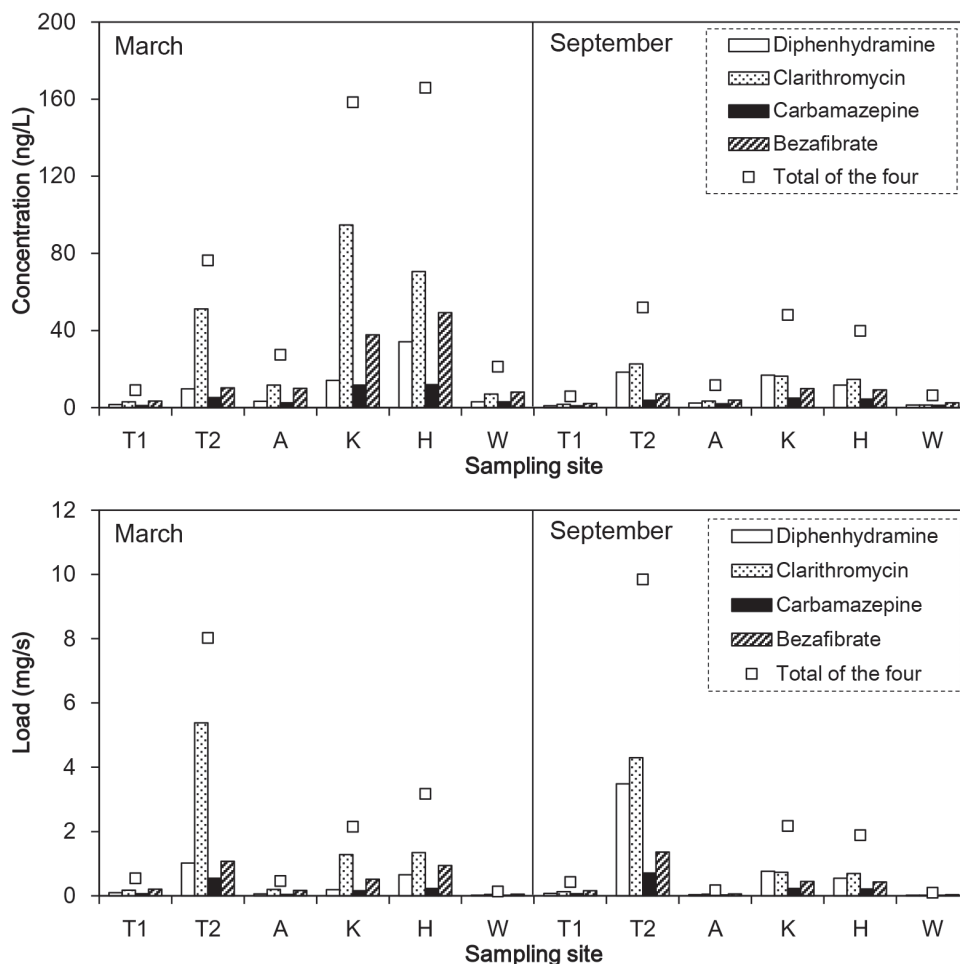 200
160
120
80
40
0
Concentration (ng/L)
March
September
Diphenhydramine
Clarithromycin
Carbamazepine
Bezafibrate
Total of the four
T1 T2 A K H W T1 T2 A K H W
Sampling site
12
10
8
6
4
2
0
Load (mg/s)
March
September
Diphenhydramine
Clarithromycin
Carbamazepine
Bezafibrate
Total of the four
T1 T2 A K H W T1 T2 A K H W
Sampling site